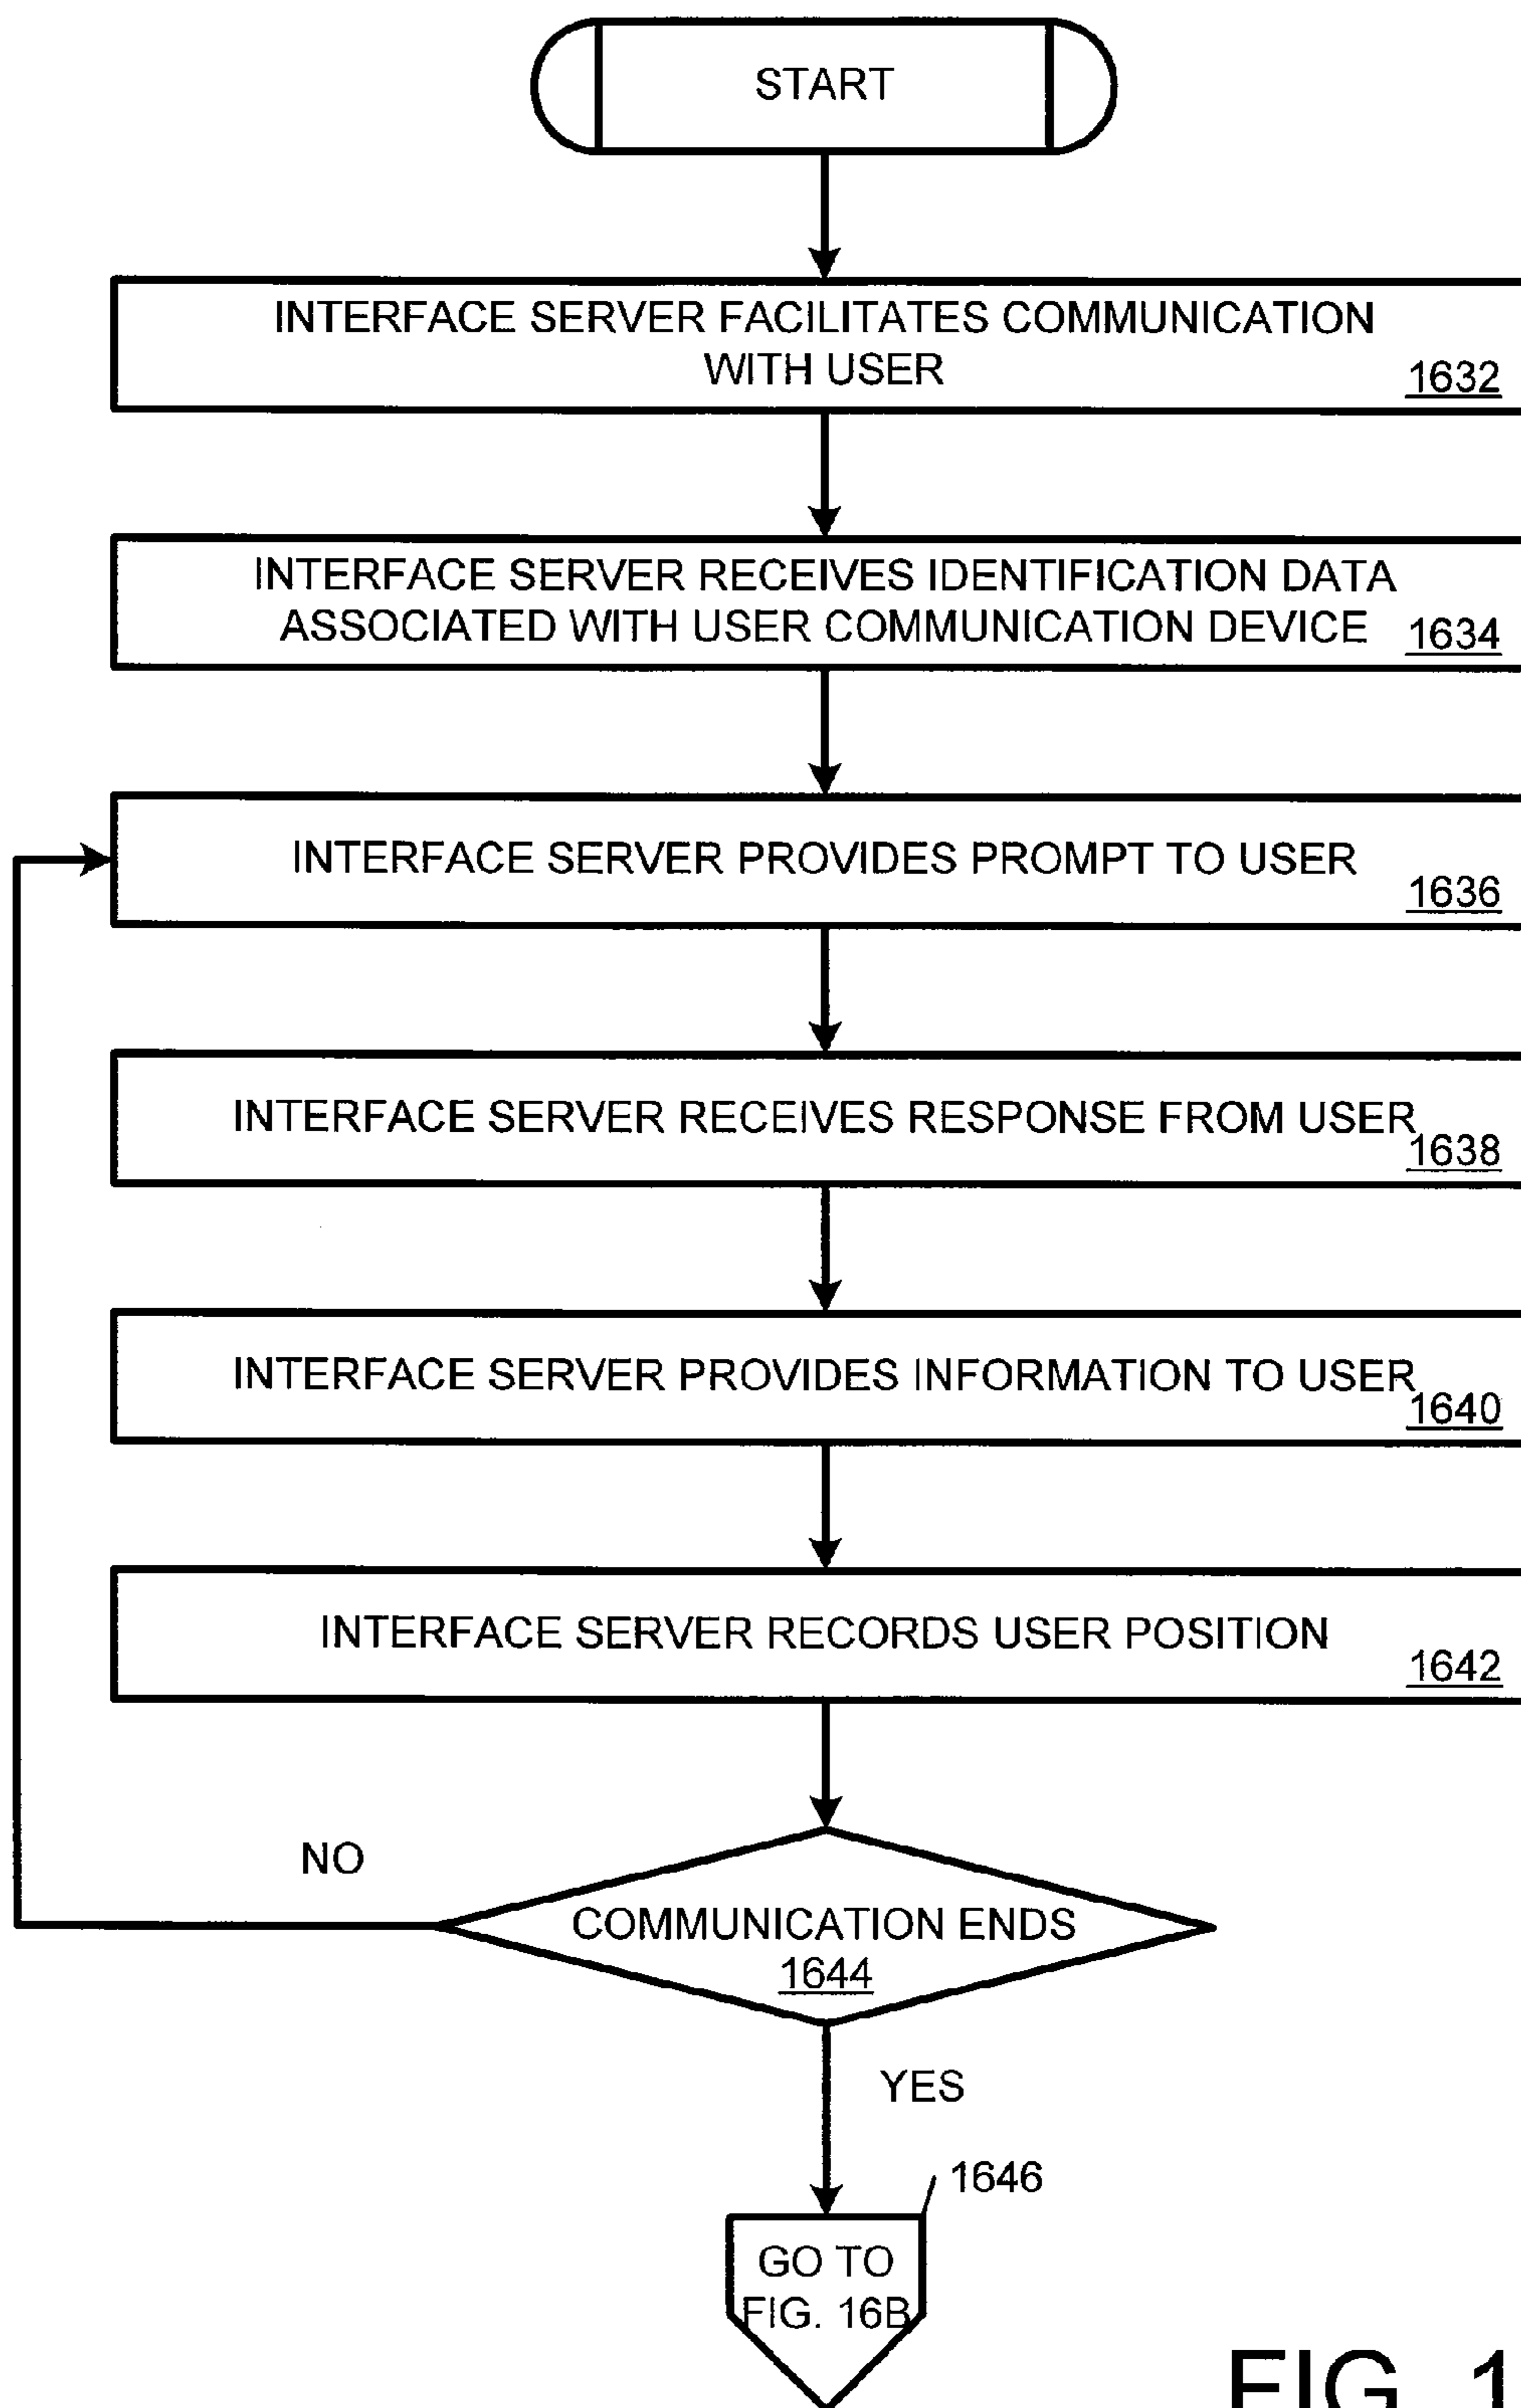 START
INTERFACE SERVER FACILITATES COMMUNICATION
WITH USER
1632
INTERFACE SERVER RECEIVES IDENTIFICATION DATA
ASSOCIATED WITH USER COMMUNICATION DEVICE
1634
INTERFACE SERVER PROVIDES PROMPT TO USER
1636
INTERFACE SERVER RECEIVES RESPONSE FROM USER
1638
INTERFACE SERVER PROVIDES INFORMATION TO USER
1640
INTERFACE SERVER RECORDS USER POSITION
1642
NO
COMMUNICATION ENDS
1644
YES
1646
GO TO
FIG. 16B
FIG. 1